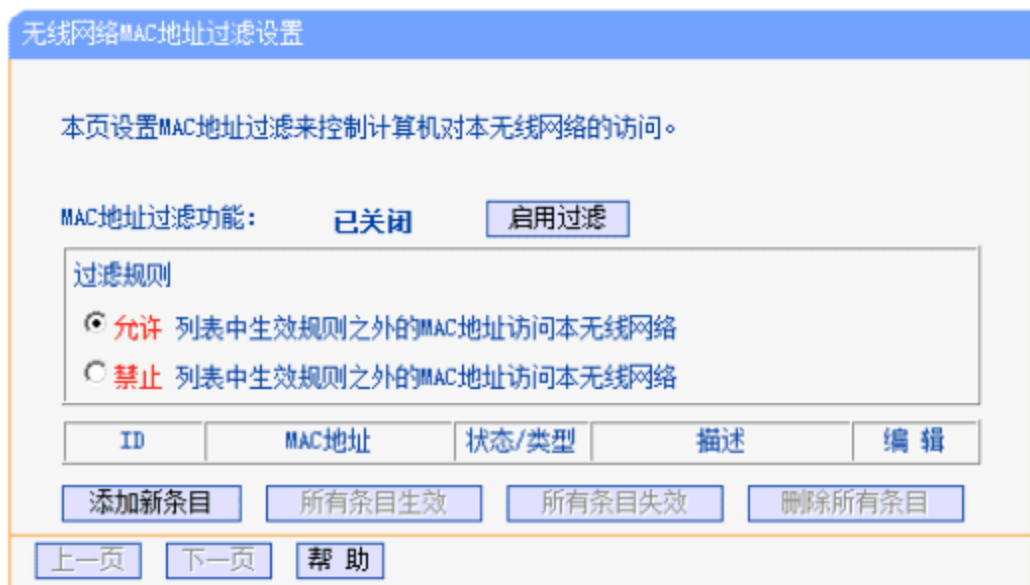 无线网络MAC地址过滤设置
本页设置MAC地址过滤来控制计算机对本无线网络的访问。
MAC地址过滤功能： 已关闭 启用过滤
过滤规则
允许 列表中生效规则之外的MAC地址访问本无线网络
禁止 列表中生效规则之外的MAC地址访问本无线网络
ID MAC地址 状态/类型 描述 编 辑
添加新条目 所有条目生效 所有条目失效 删除所有条目
上一页 下一页 帮 助